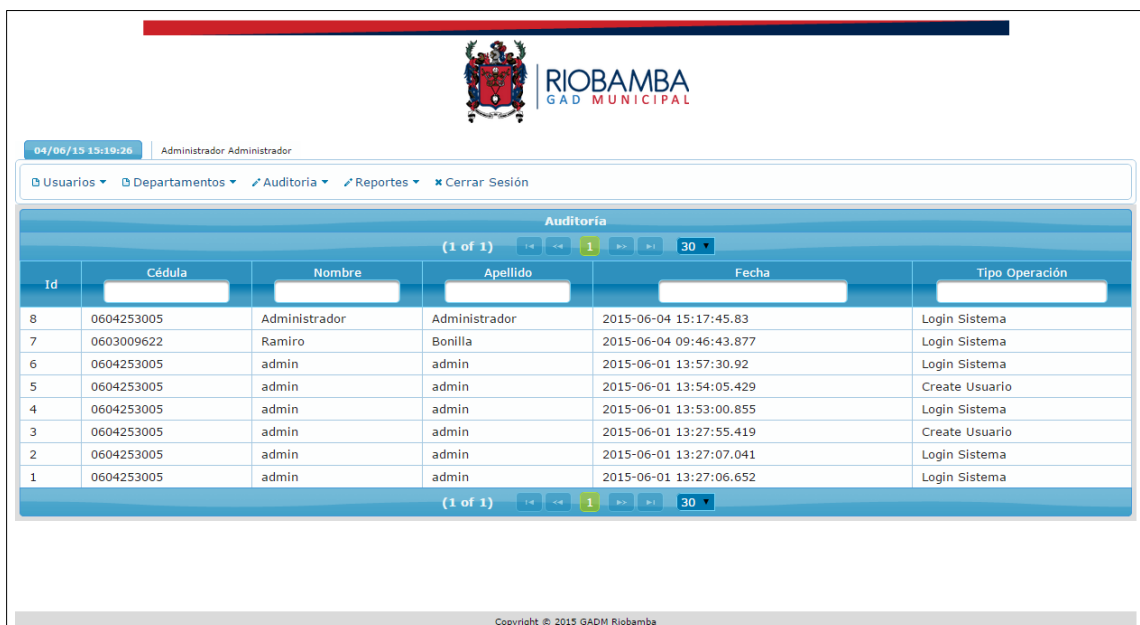 RIOBAMBA
GAD MUNICIPAL
04/06/15 15:19:26 Administrador Administrador
Usuarios Departamentos Auditoria Reportes Cerrar Sesión
Auditoría
(1 of 1) 1 30
Id Cédula Nombre Apellido Fecha Tipo Operación
8 0604253005 Administrador Administrador 2015-06-04 15:17:45.83 Login Sistema
7 0603009622 Ramiro Bonilla 2015-06-04 09:46:43.877 Login Sistema
6 0604253005 admin admin 2015-06-01 13:57:30.92 Login Sistema
5 0604253005 admin admin 2015-06-01 13:54:05.429 Create Usuario
4 0604253005 admin admin 2015-06-01 13:53:00.855 Login Sistema
3 0604253005 admin admin 2015-06-01 13:27:55.419 Create Usuario
2 0604253005 admin admin 2015-06-01 13:27:07.041 Login Sistema
1 0604253005 admin admin 2015-06-01 13:27:06.652 Login Sistema
(1 of 1) 1 30
Copyright © 2015 GADM Riobamba